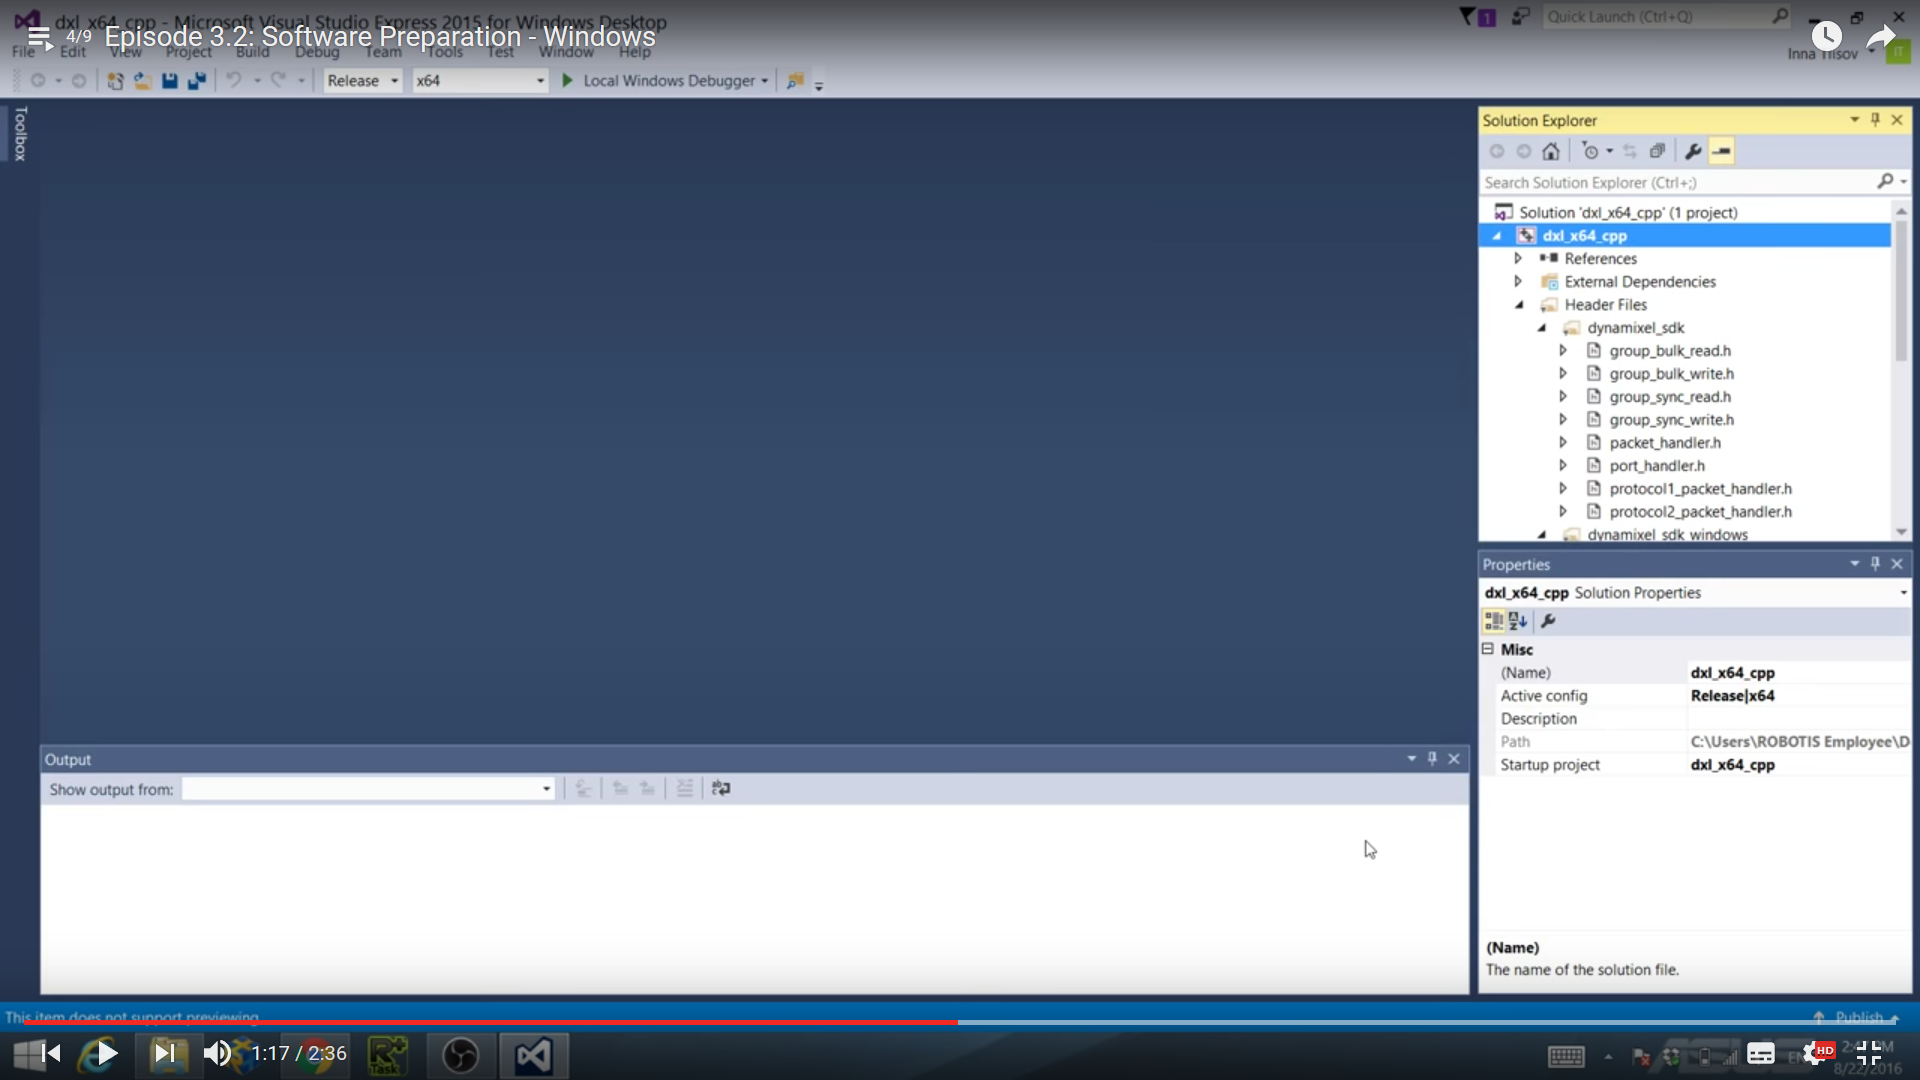 dxl_x64_cpp - Microsoft Visual Studio Express 2015 for Windows Desktop
1
Quick Launch (Ctrl+Q)
4/9 Episode 3.2: Software Preparation - Windows
File Edit View Project Build Debug Team Tools Test Window Help
Inna Tisov
IT
Release x64 Local Windows Debugger
Toolbox
Solution Explorer
Search Solution Explorer (Ctrl+;)
Solution 'dxl_x64_cpp' (1 project)
dxl_x64_cpp
References
External Dependencies
Header Files
dynamixel_sdk
group_bulk_read.h
group_bulk_write.h
group_sync_read.h
group_sync_write.h
packet_handler.h
port_handler.h
protocol1_packet_handler.h
protocol2_packet_handler.h
dynamixel_sdk_windows
Properties
dxl_x64_cpp Solution Properties
Misc
(Name) dxl_x64_cpp
Active config Release|x64
Description
Path C:\Users\ROBOTIS Employee\D
Startup project dxl_x64_cpp
(Name)
The name of the solution file.
Output
Show output from:
This item does not support previewing
Publish
1:17 / 2:36
Task
HD
8/22/2016